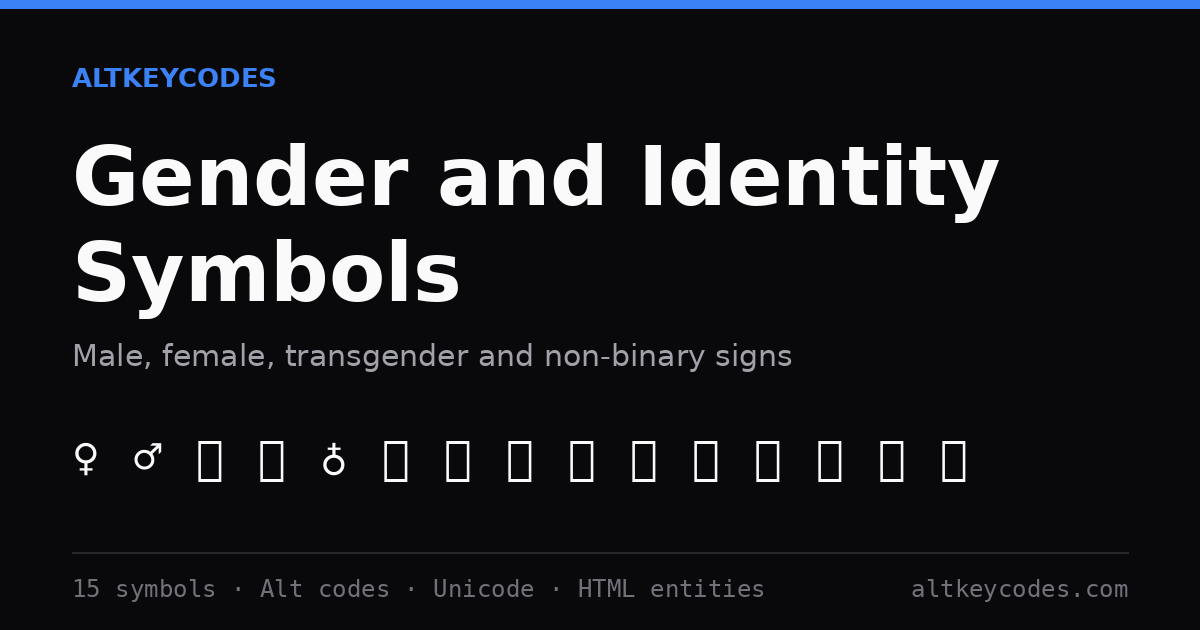 ALTKEYCODES
Gender and Identity
Symbols
Male, female, transgender and non-binary signs
♀ ♂ ▯ ▯ ♁ ▯ ▯ ▯ ▯ ▯ ▯ ▯ ▯ ▯ ▯
15 symbols · Alt codes · Unicode · HTML entities altkeycodes.com